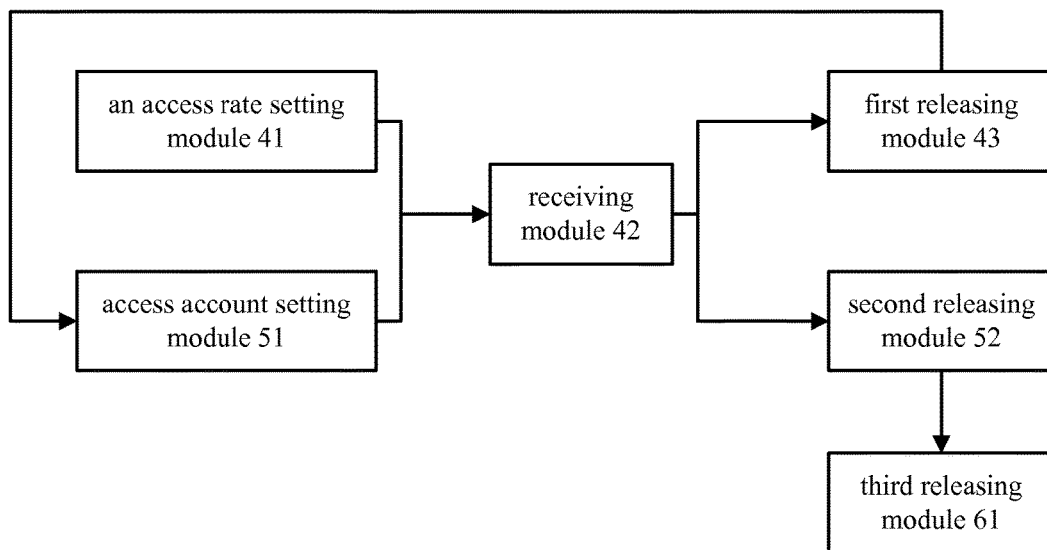 an access rate setting
module 41
first releasing
module 43
receiving
module 42
access account setting
module 51
second releasing
module 52
third releasing
module 61